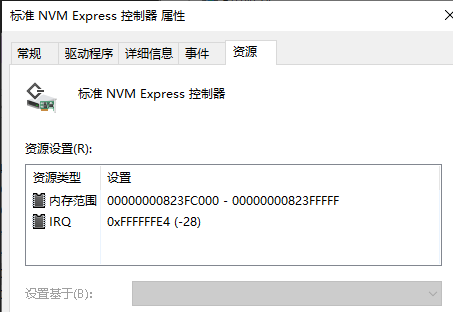 标准 NVM Express 控制器 属性
常规 驱动程序 详细信息 事件 资源
标准 NVM Express 控制器
资源设置(R):
资源类型 设置
内存范围 00000000823FC000 - 00000000823FFFFF
IRQ 0xFFFFFFE4 (-28)
设置基于(B):